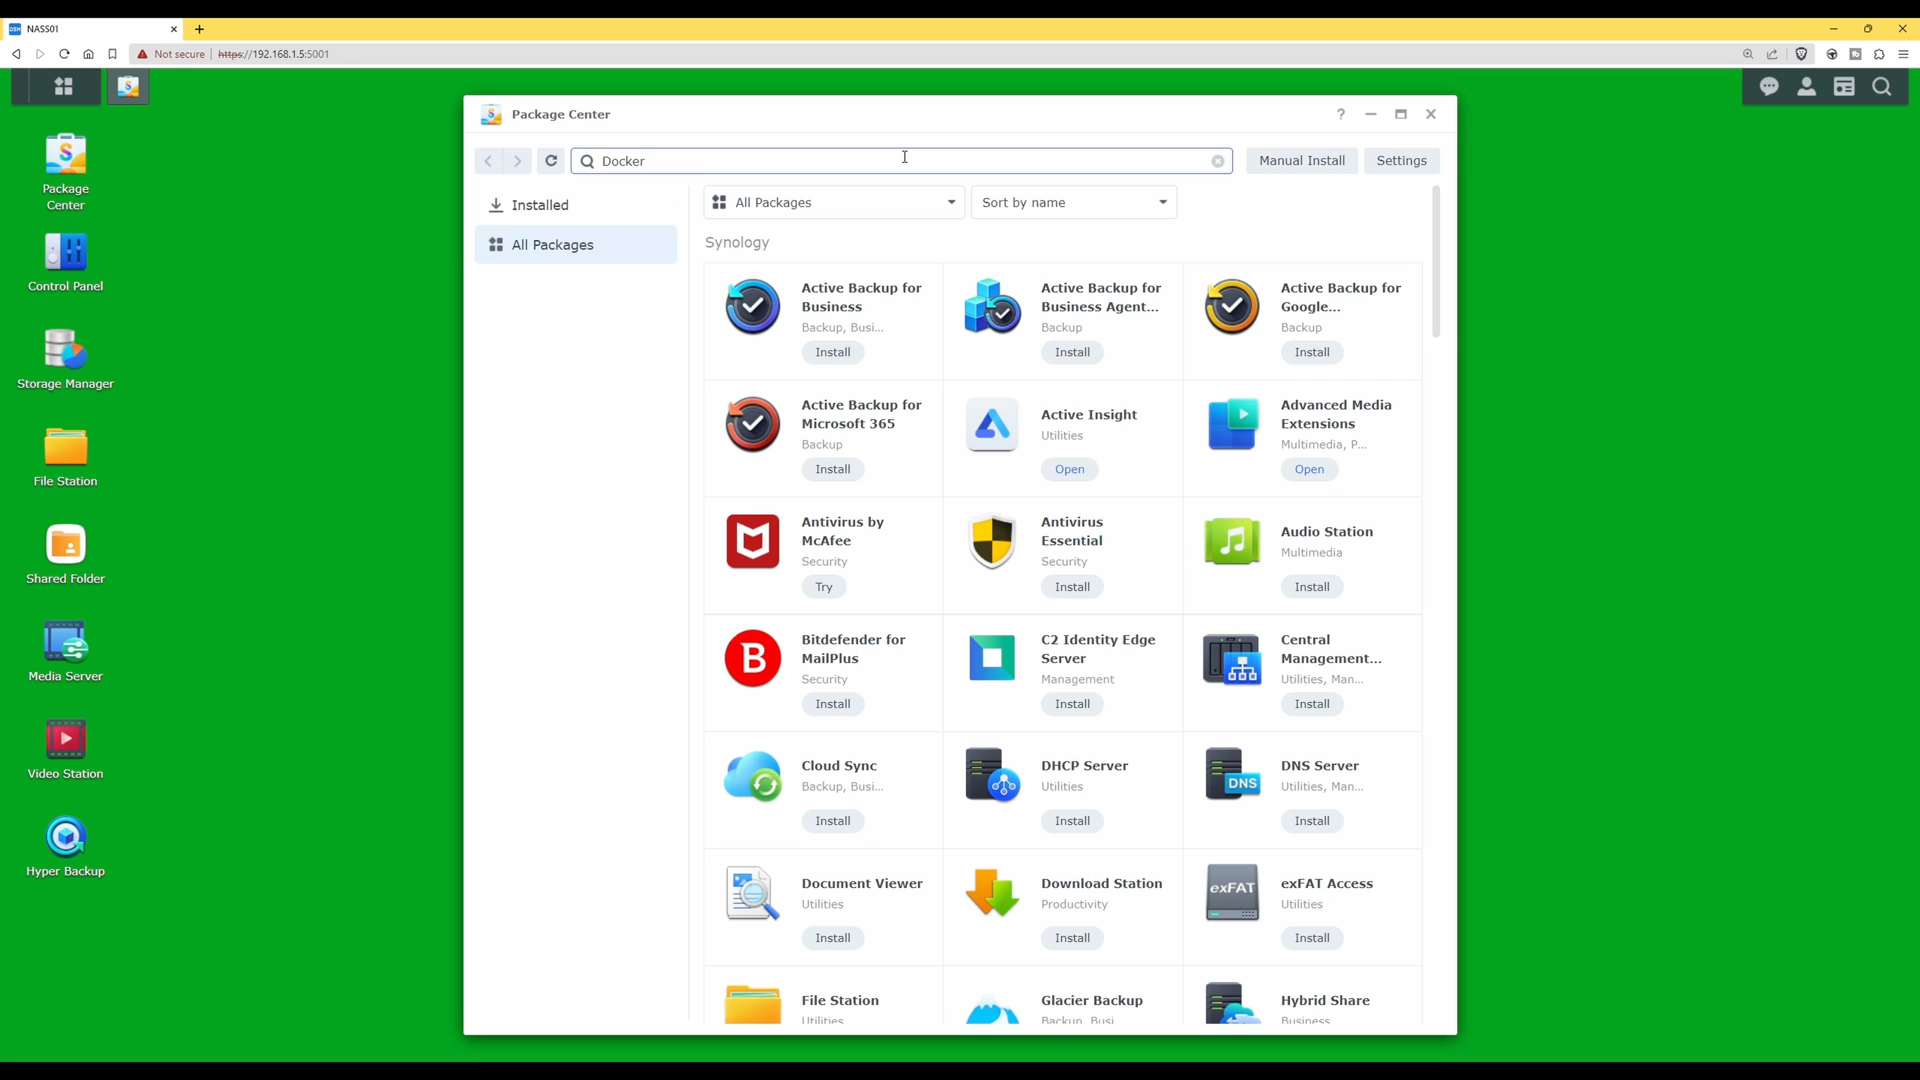 NASS01
Not secure https://192.168.1.5:5001
Package Center
Docker
Manual Install
Settings
Installed
All Packages
All Packages
Sort by name
Synology
Active Backup for Business
Backup, Busi...
Install
Active Backup for Business Agent...
Backup
Install
Active Backup for Google...
Backup
Install
Active Backup for Microsoft 365
Backup
Install
Active Insight
Utilities
Open
Advanced Media Extensions
Multimedia, P...
Open
Antivirus by McAfee
Security
Try
Antivirus Essential
Security
Install
Audio Station
Multimedia
Install
Bitdefender for MailPlus
Security
Install
C2 Identity Edge Server
Management
Install
Central Management...
Utilities, Man...
Install
Cloud Sync
Backup, Busi...
Install
DHCP Server
Utilities
Install
DNS
DNS Server
Utilities, Man...
Install
Document Viewer
Utilities
Install
Download Station
Productivity
Install
exFAT
exFAT Access
Utilities
Install
File Station
Utilities
Glacier Backup
Backup, Busi
Hybrid Share
Business
Package Center
Control Panel
Storage Manager
File Station
Shared Folder
Media Server
Video Station
Hyper Backup